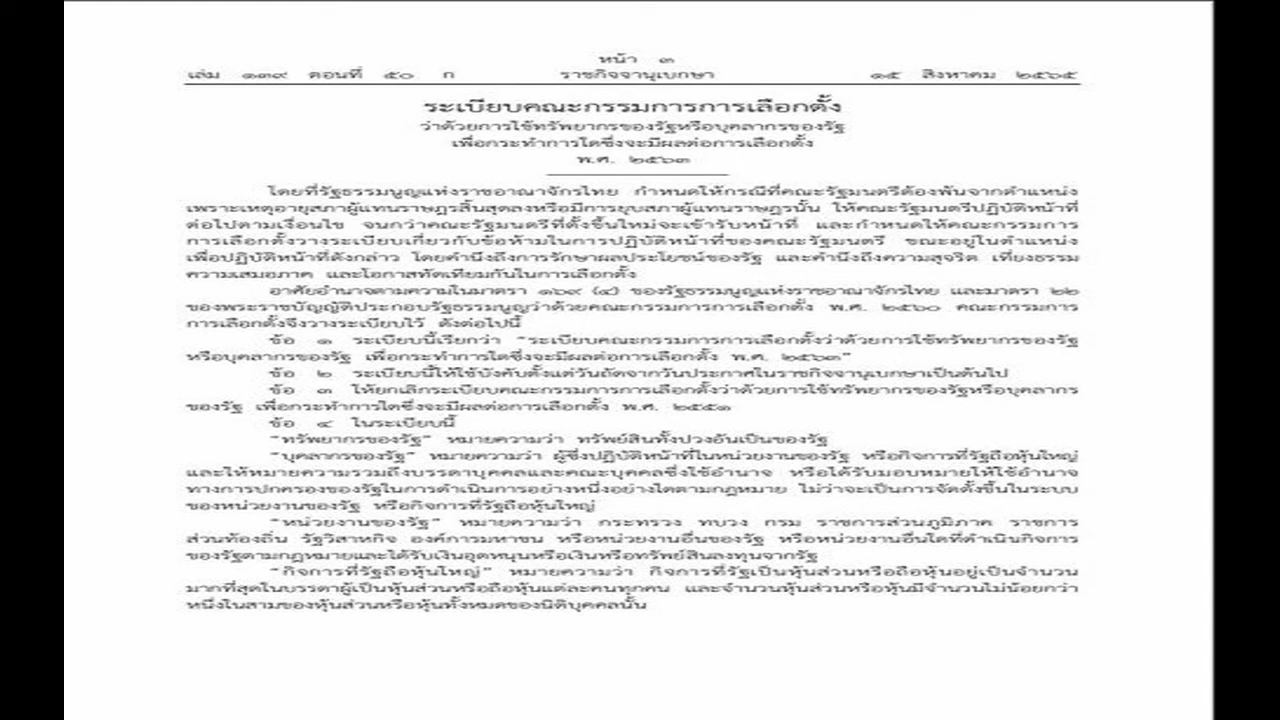 หน้า ๓
เล่ม ๑๓๙ ตอนที่ ๕๐ ก ราชกิจจานุเบกษา ๑๕ สิงหาคม ๒๕๖๕
ระเบียบคณะกรรมการการเลือกตั้ง
ว่าด้วยการใช้ทรัพยากรของรัฐหรือบุคลากรของรัฐ
เพื่อกระทำการใดซึ่งจะมีผลต่อการเลือกตั้ง
พ.ศ. ๒๕๖๓
โดยที่รัฐธรรมนูญแห่งราชอาณาจักรไทย กำหนดให้กรณีที่คณะรัฐมนตรีต้องพ้นจากตำแหน่ง
เพราะเหตุอายุสภาผู้แทนราษฎรสิ้นสุดลงหรือมีการยุบสภาผู้แทนราษฎรนั้น ให้คณะรัฐมนตรีปฏิบัติหน้าที่
ต่อไปตามเงื่อนไข จนกว่าคณะรัฐมนตรีที่ตั้งขึ้นใหม่จะเข้ารับหน้าที่ และกำหนดให้คณะกรรมการ
การเลือกตั้งวางระเบียบเกี่ยวกับข้อห้ามในการปฏิบัติหน้าที่ของคณะรัฐมนตรี ขณะอยู่ในตำแหน่ง
เพื่อปฏิบัติหน้าที่ดังกล่าว โดยคำนึงถึงการรักษาผลประโยชน์ของรัฐ และคำนึงถึงความสุจริต เที่ยงธรรม
ความเสมอภาค และโอกาสทัดเทียมกันในการเลือกตั้ง
อาศัยอำนาจตามความในมาตรา ๑๖๙ (๔) ของรัฐธรรมนูญแห่งราชอาณาจักรไทย และมาตรา ๒๒
ของพระราชบัญญัติประกอบรัฐธรรมนูญว่าด้วยคณะกรรมการการเลือกตั้ง พ.ศ. ๒๕๖๐ คณะกรรมการ
การเลือกตั้งจึงวางระเบียบไว้ ดังต่อไปนี้
ข้อ ๑ ระเบียบนี้เรียกว่า “ระเบียบคณะกรรมการการเลือกตั้งว่าด้วยการใช้ทรัพยากรของรัฐ
หรือบุคลากรของรัฐ เพื่อกระทำการใดซึ่งจะมีผลต่อการเลือกตั้ง พ.ศ. ๒๕๖๓”
ข้อ ๒ ระเบียบนี้ให้ใช้บังคับตั้งแต่วันถัดจากวันประกาศในราชกิจจานุเบกษาเป็นต้นไป
ข้อ ๓ ให้ยกเลิกระเบียบคณะกรรมการการเลือกตั้งว่าด้วยการใช้ทรัพยากรของรัฐหรือบุคลากร
ของรัฐ เพื่อกระทำการใดซึ่งจะมีผลต่อการเลือกตั้ง พ.ศ. ๒๕๕๑
ข้อ ๔ ในระเบียบนี้
“ทรัพยากรของรัฐ” หมายความว่า ทรัพย์สินทั้งปวงอันเป็นของรัฐ
“บุคลากรของรัฐ” หมายความว่า ผู้ซึ่งปฏิบัติหน้าที่ในหน่วยงานของรัฐ หรือกิจการที่รัฐถือหุ้นใหญ่
และให้หมายความรวมถึงบรรดาบุคคลและคณะบุคคลซึ่งใช้อำนาจ หรือได้รับมอบหมายให้ใช้อำนาจ
ทางการปกครองของรัฐในการดำเนินการอย่างหนึ่งอย่างใดตามกฎหมาย ไม่ว่าจะเป็นการจัดตั้งขึ้นในระบบ
ของหน่วยงานของรัฐ หรือกิจการที่รัฐถือหุ้นใหญ่
“หน่วยงานของรัฐ” หมายความว่า กระทรวง ทบวง กรม ราชการส่วนภูมิภาค ราชการ
ส่วนท้องถิ่น รัฐวิสาหกิจ องค์การมหาชน หรือหน่วยงานอื่นของรัฐ หรือหน่วยงานอื่นใดที่ดำเนินกิจการ
ของรัฐตามกฎหมายและได้รับเงินอุดหนุนหรือเงินหรือทรัพย์สินลงทุนจากรัฐ
“กิจการที่รัฐถือหุ้นใหญ่” หมายความว่า กิจการที่รัฐเป็นหุ้นส่วนหรือถือหุ้นอยู่เป็นจำนวน
มากที่สุดในบรรดาผู้เป็นหุ้นส่วนหรือถือหุ้นแต่ละคนทุกคน และจำนวนหุ้นส่วนหรือหุ้นมีจำนวนไม่น้อยกว่า
หนึ่งในสามของหุ้นส่วนหรือหุ้นทั้งหมดของนิติบุคคลนั้น